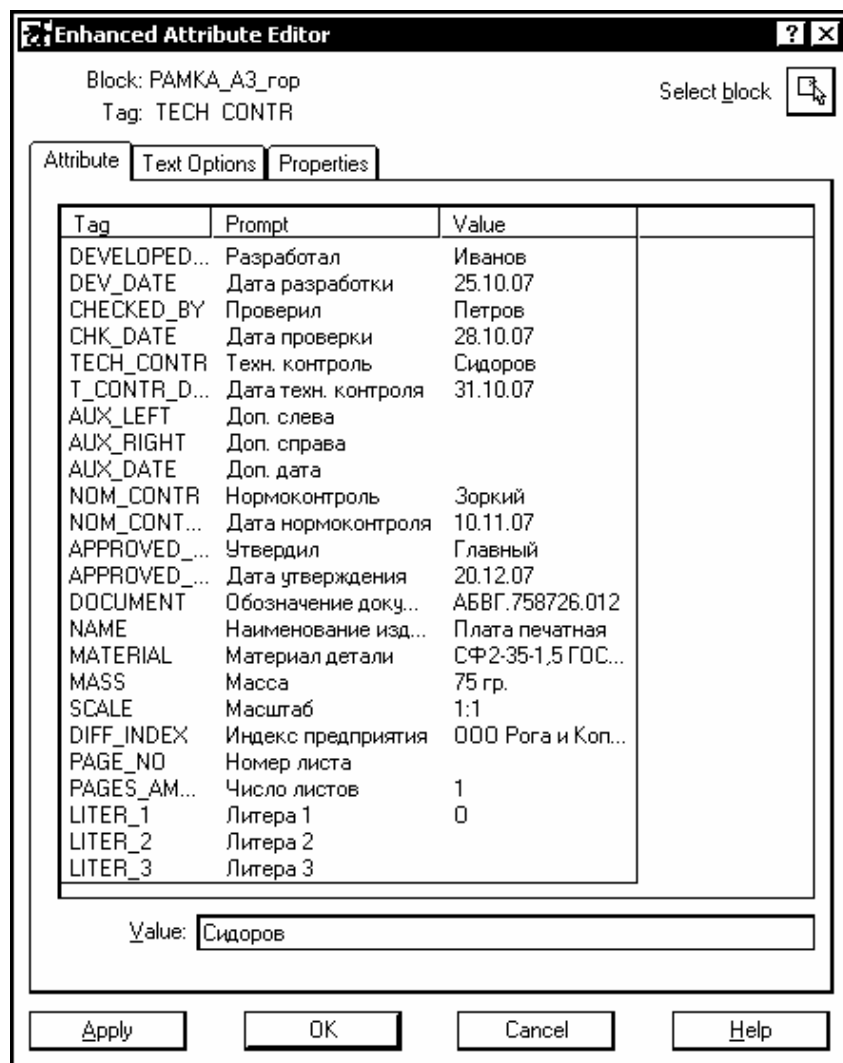 Enhanced Attribute Editor
Block: РАМКА_А3_гор
Tag: TECH CONTR
Select block
Attribute Text Options Properties
Tag Prompt Value
DEVELOPED... Разработал Иванов
DEV_DATE Дата разработки 25.10.07
CHECKED_BY Проверил Петров
CHK_DATE Дата проверки 28.10.07
TECH_CONTR Техн. контроль Сидоров
T_CONTR_D... Дата техн. контроля 31.10.07
AUX_LEFT Доп. слева
AUX_RIGHT Доп. справа
AUX_DATE Доп. дата
NOM_CONTR Нормоконтроль Зоркий
NOM_CONT... Дата нормоконтроля 10.11.07
APPROVED_... Утвердил Главный
APPROVED_... Дата утверждения 20.12.07
DOCUMENT Обозначение доку... АБВГ.758726.012
NAME Наименование изд... Плата печатная
MATERIAL Материал детали СФ2-35-1,5 ГОС...
MASS Масса 75 гр.
SCALE Масштаб 1:1
DIFF_INDEX Индекс предприятия ООО Рога и Коп...
PAGE_NO Номер листа
PAGES_AM... Число листов 1
LITER_1 Литера 1 О
LITER_2 Литера 2
LITER_3 Литера 3
Value: Сидоров
Apply OK Cancel Help